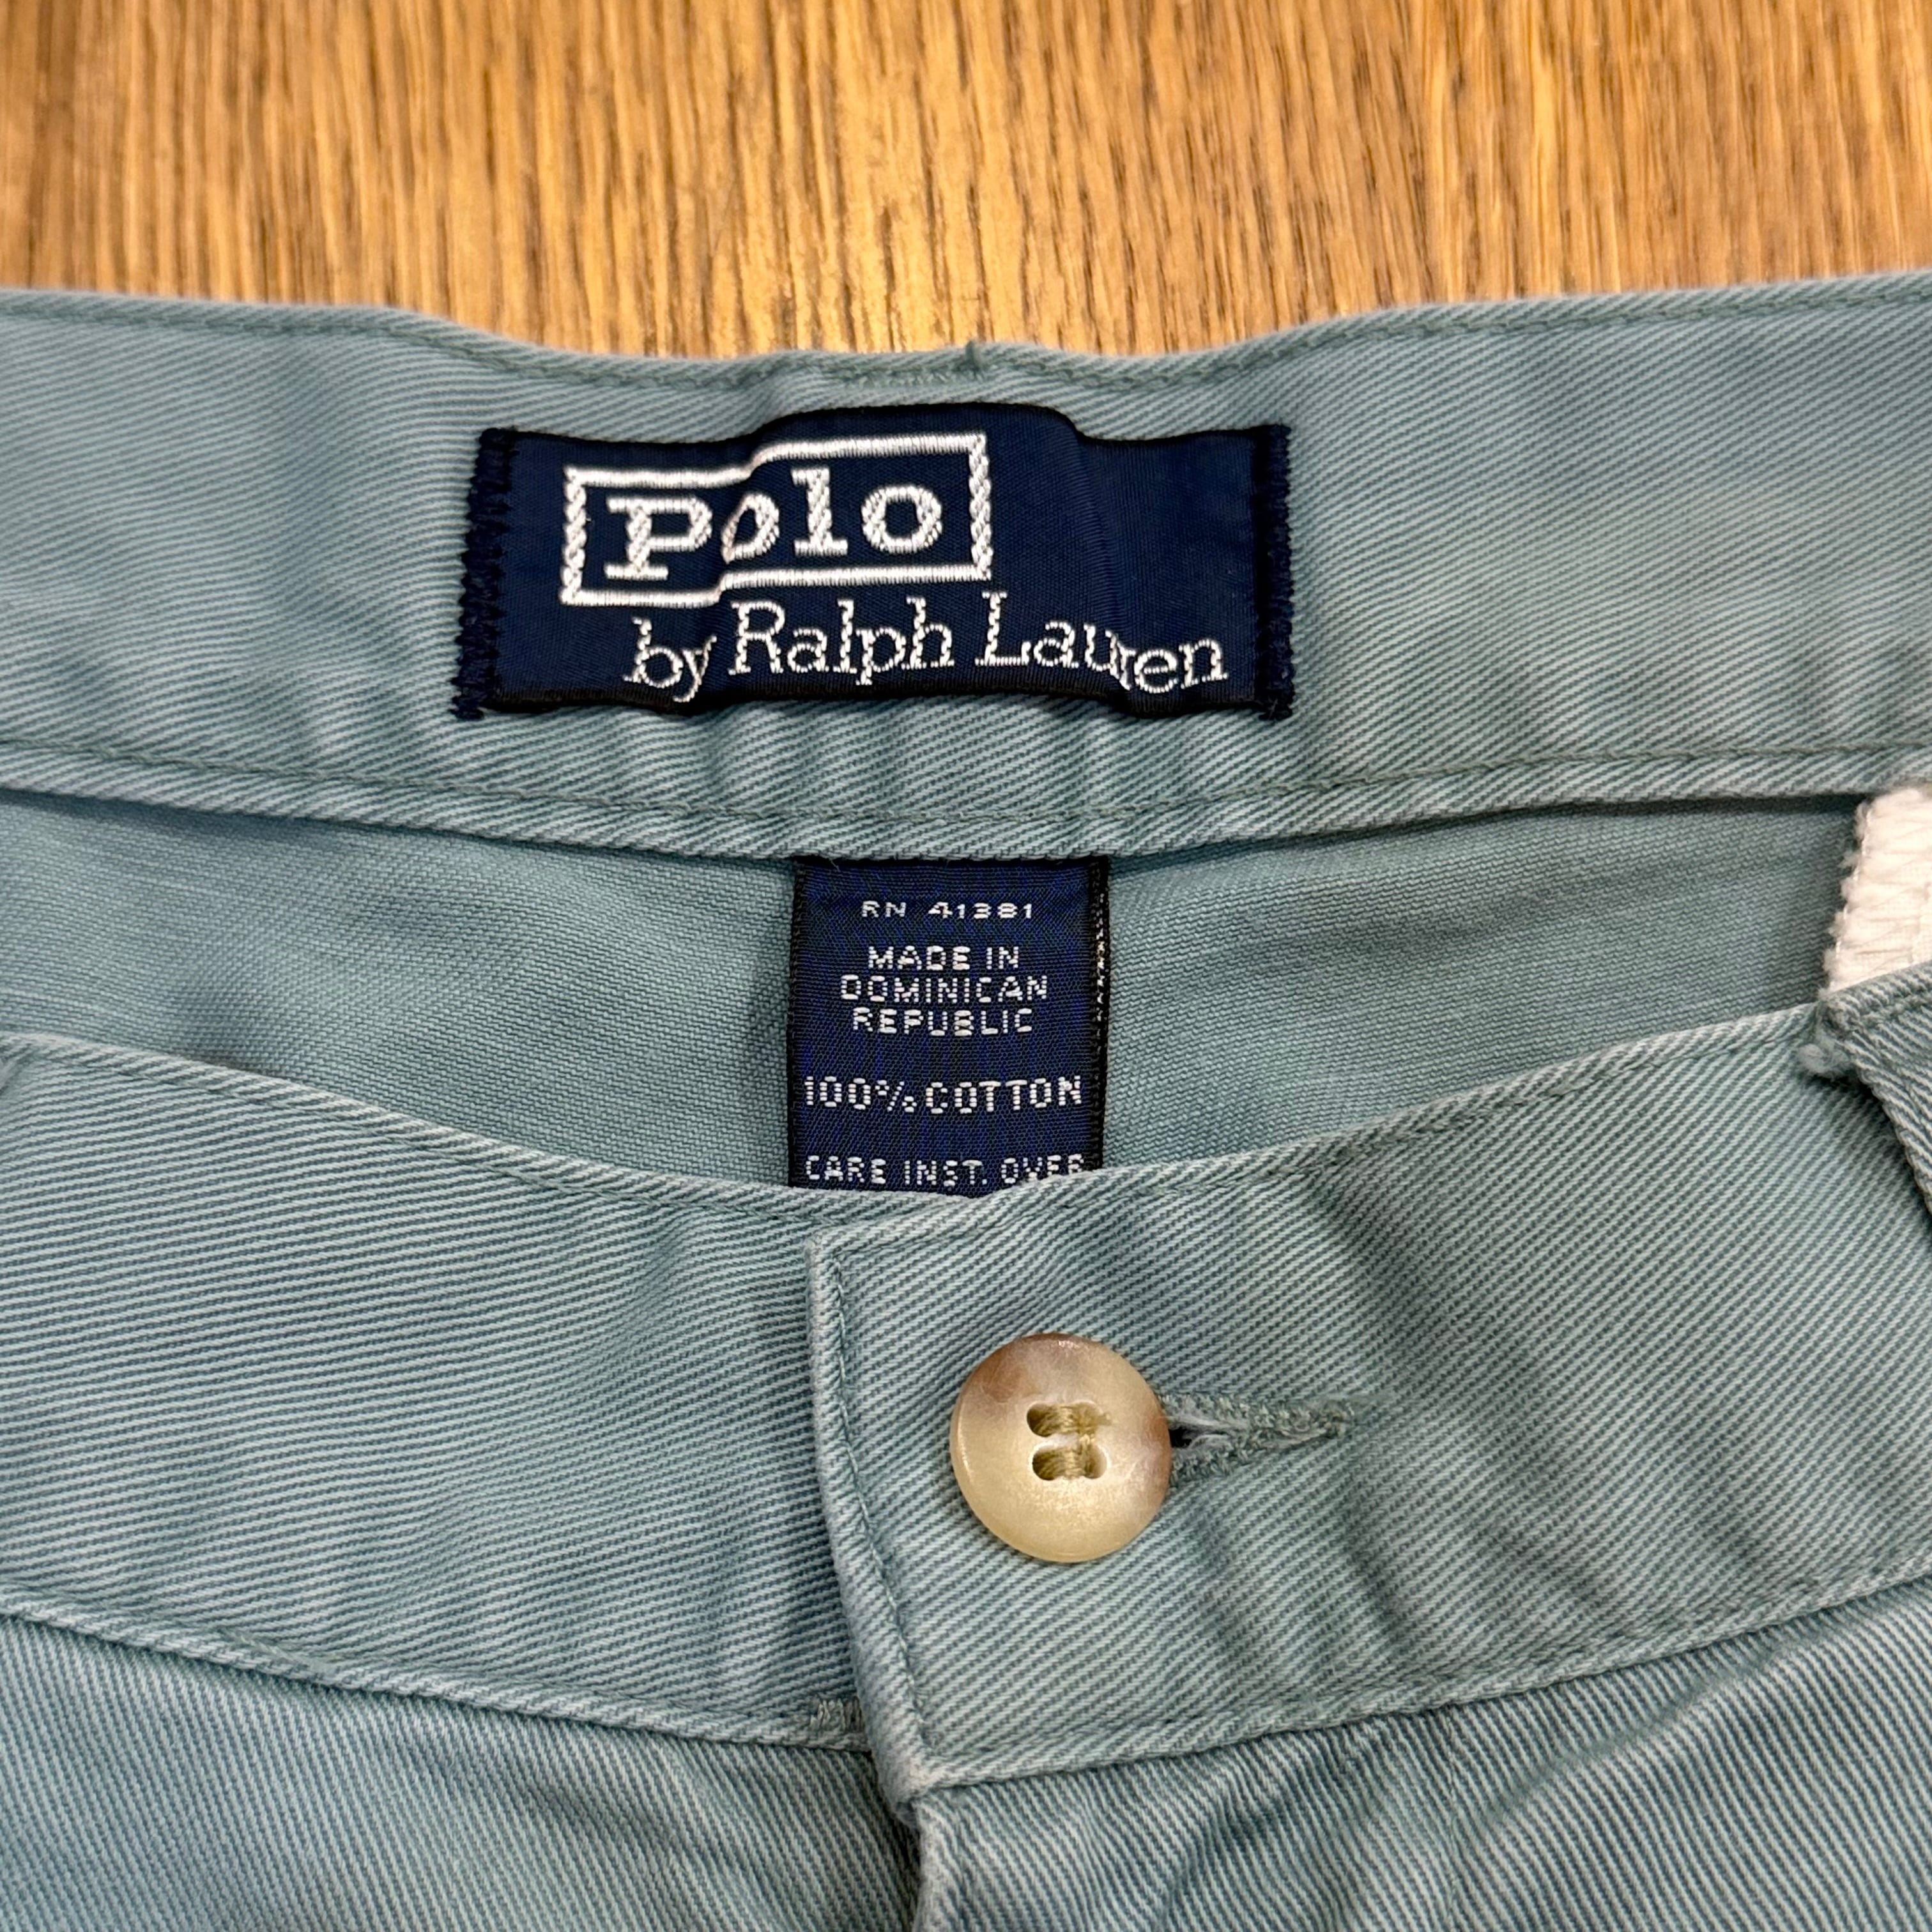 Polo
by Ralph Lauren
RN 41381
MADE IN
DOMINICAN
REPUBLIC
100% COTTON
CARE INST. OVER